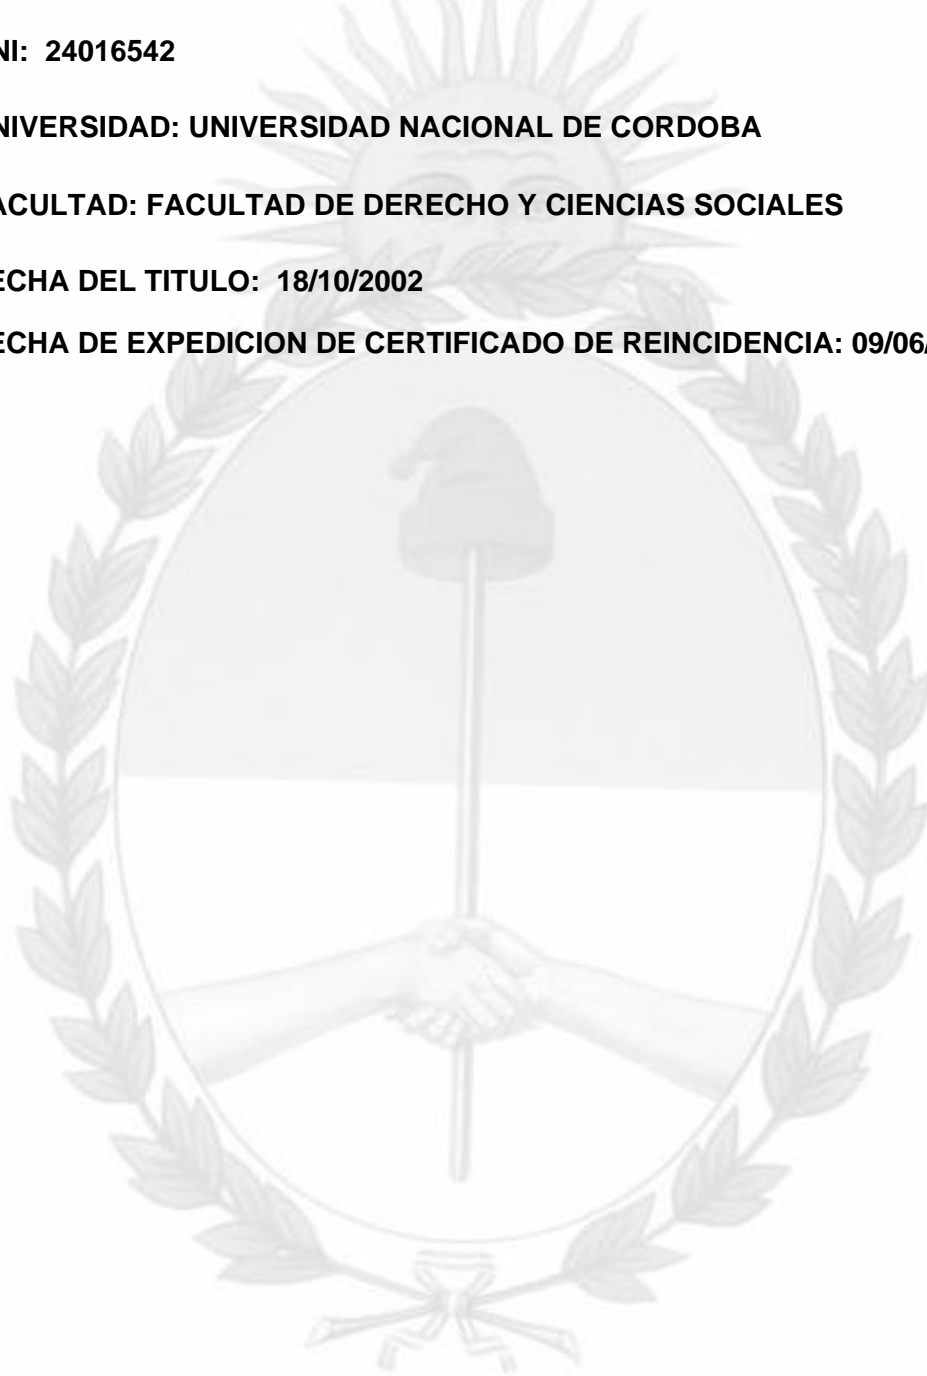 NI: 24016542
NIVERSIDAD: UNIVERSIDAD NACIONAL DE CORDOBA
ACULTAD: FACULTAD DE DERECHO Y CIENCIAS SOCIALES
ECHA DEL TITULO: 18/10/2002
ECHA DE EXPEDICION DE CERTIFICADO DE REINCIDENCIA: 09/06/